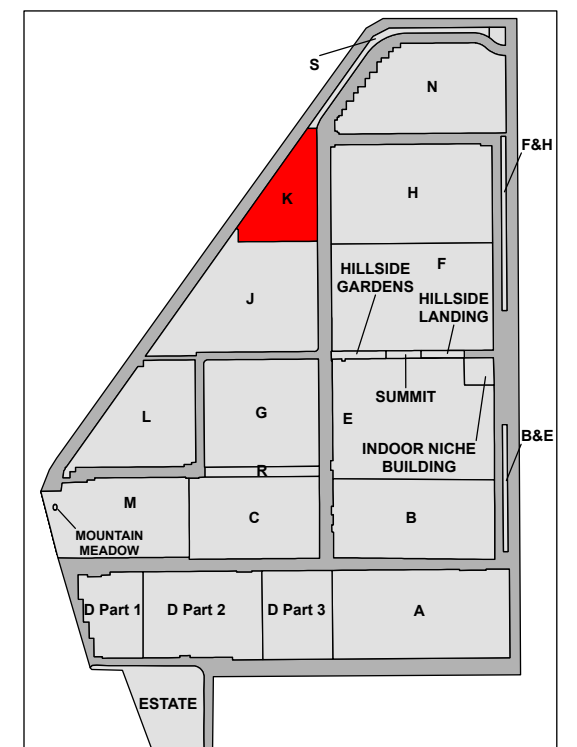 S
N
F&H
K
H
F
HILLSIDE
GARDENS
HILLSIDE
LANDING
J
SUMMIT
L
G
E
INDOOR NICHE
BUILDING
B&E
R
M
MOUNTAIN
MEADOW
C
B
D Part 1
D Part 2
D Part 3
A
ESTATE